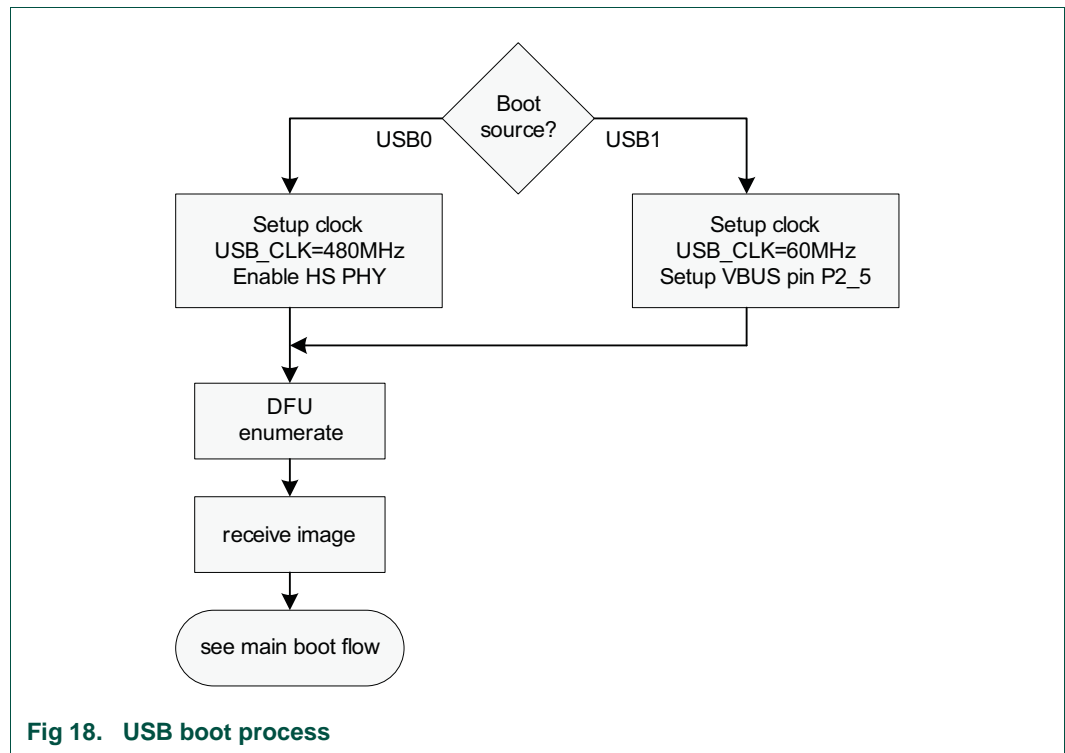 Boot
source?
USB0
USB1
Setup clock
USB_CLK=480MHz
Enable HS PHY
Setup clock
USB_CLK=60MHz
Setup VBUS pin P2_5
DFU
enumerate
receive image
see main boot flow
Fig 18. USB boot process